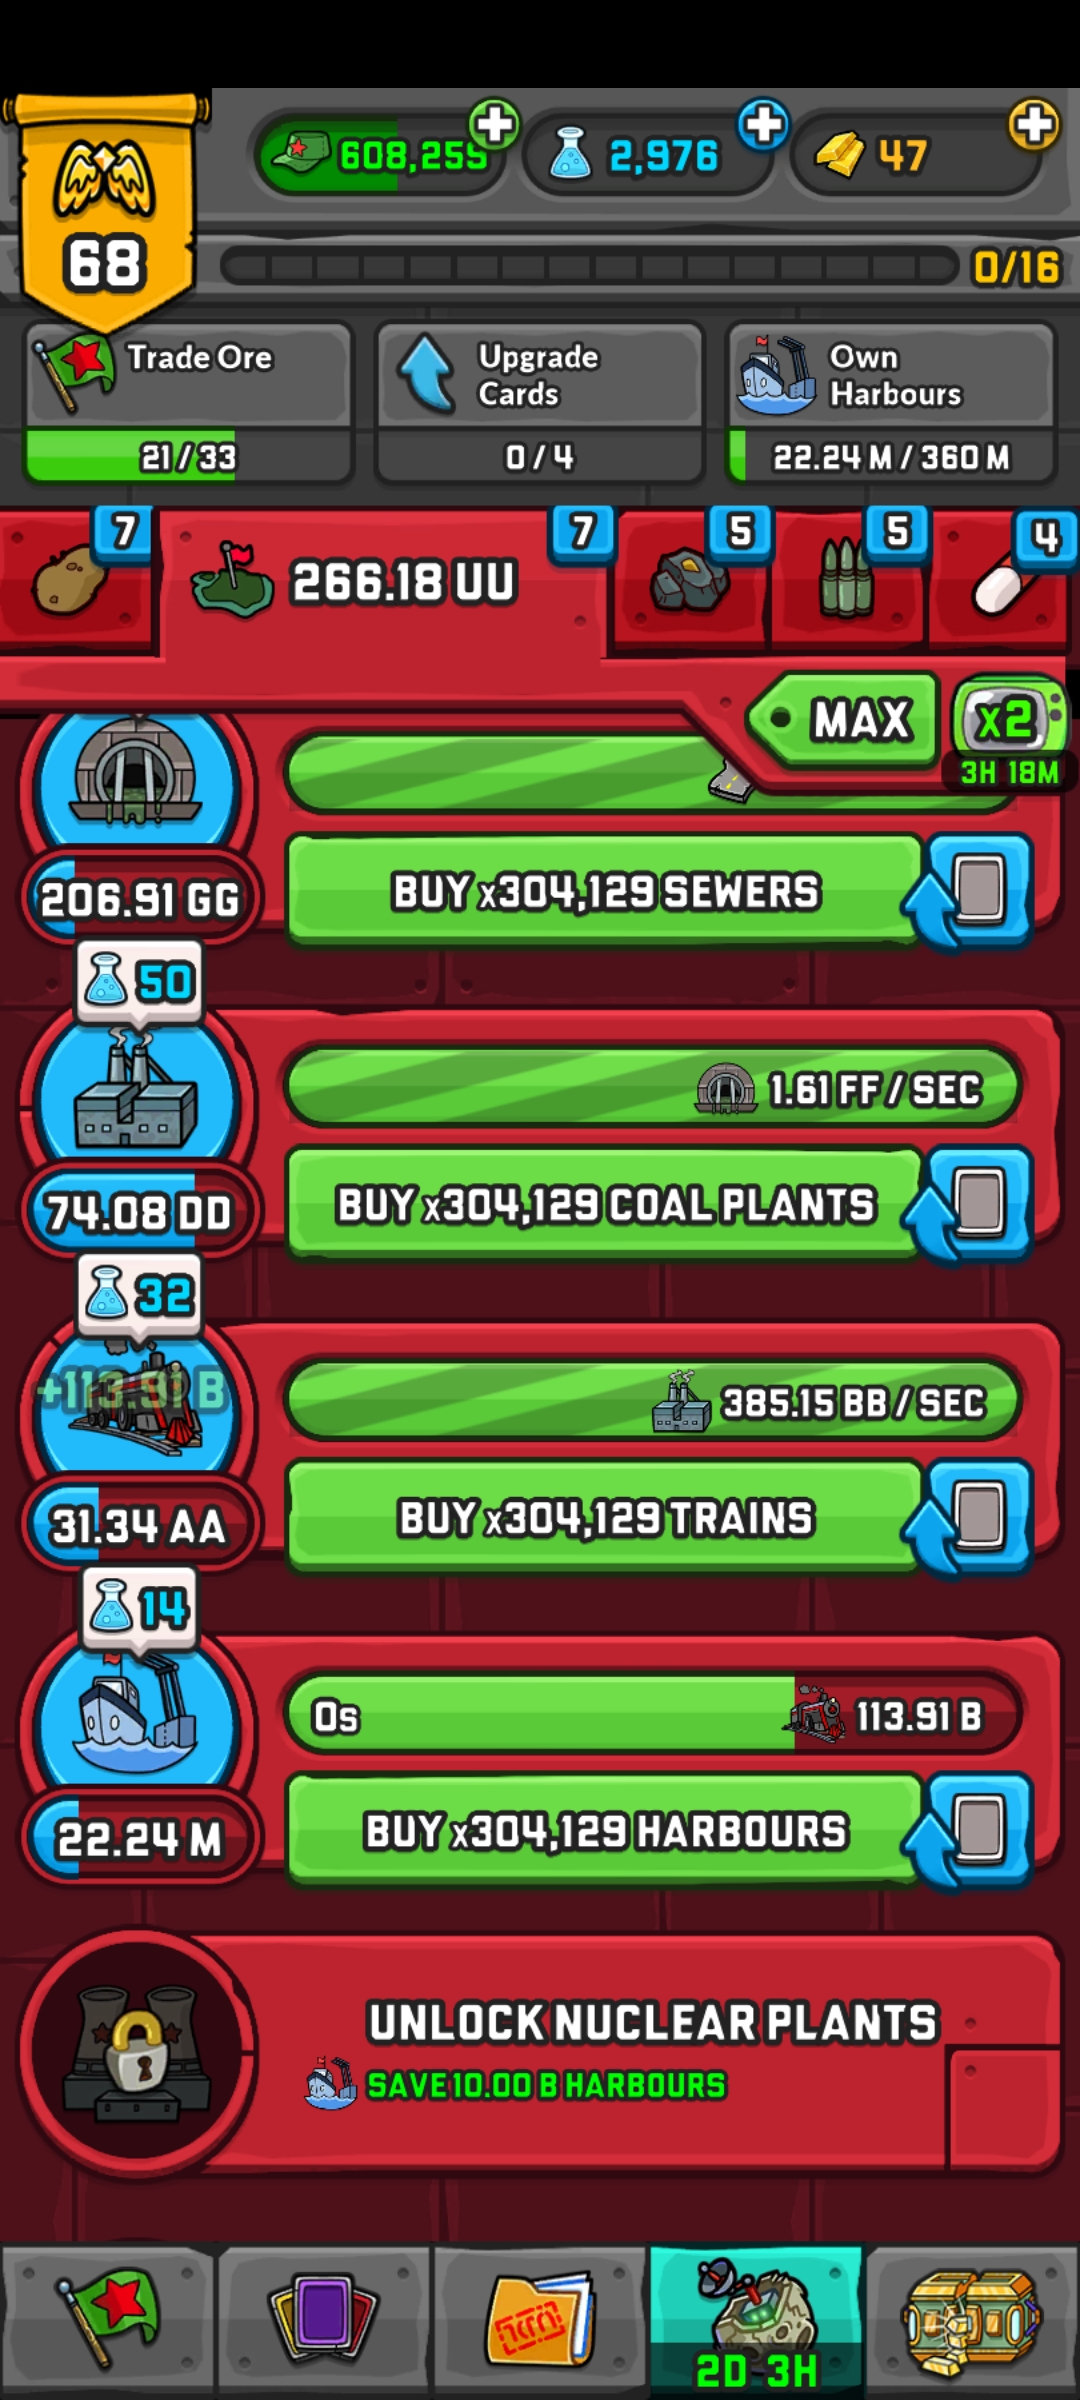 608,255
2,976
47
68
0/16
Trade Ore
21/33
Upgrade
Cards
0/4
Own
Harbours
22.24 M / 360 M
7
266.18 UU
7
5
5
4
MAX
x2
3H 18M
206.91 GG
BUY x304,129 SEWERS
50
1.61 FF / SEC
74.08 DD
BUY x304,129 COAL PLANTS
32
+113.91 B
385.15 BB / SEC
31.34 AA
BUY x304,129 TRAINS
14
0s
113.91 B
22.24 M
BUY x304,129 HARBOURS
UNLOCK NUCLEAR PLANTS
SAVE 10.00 B HARBOURS
2D 3H